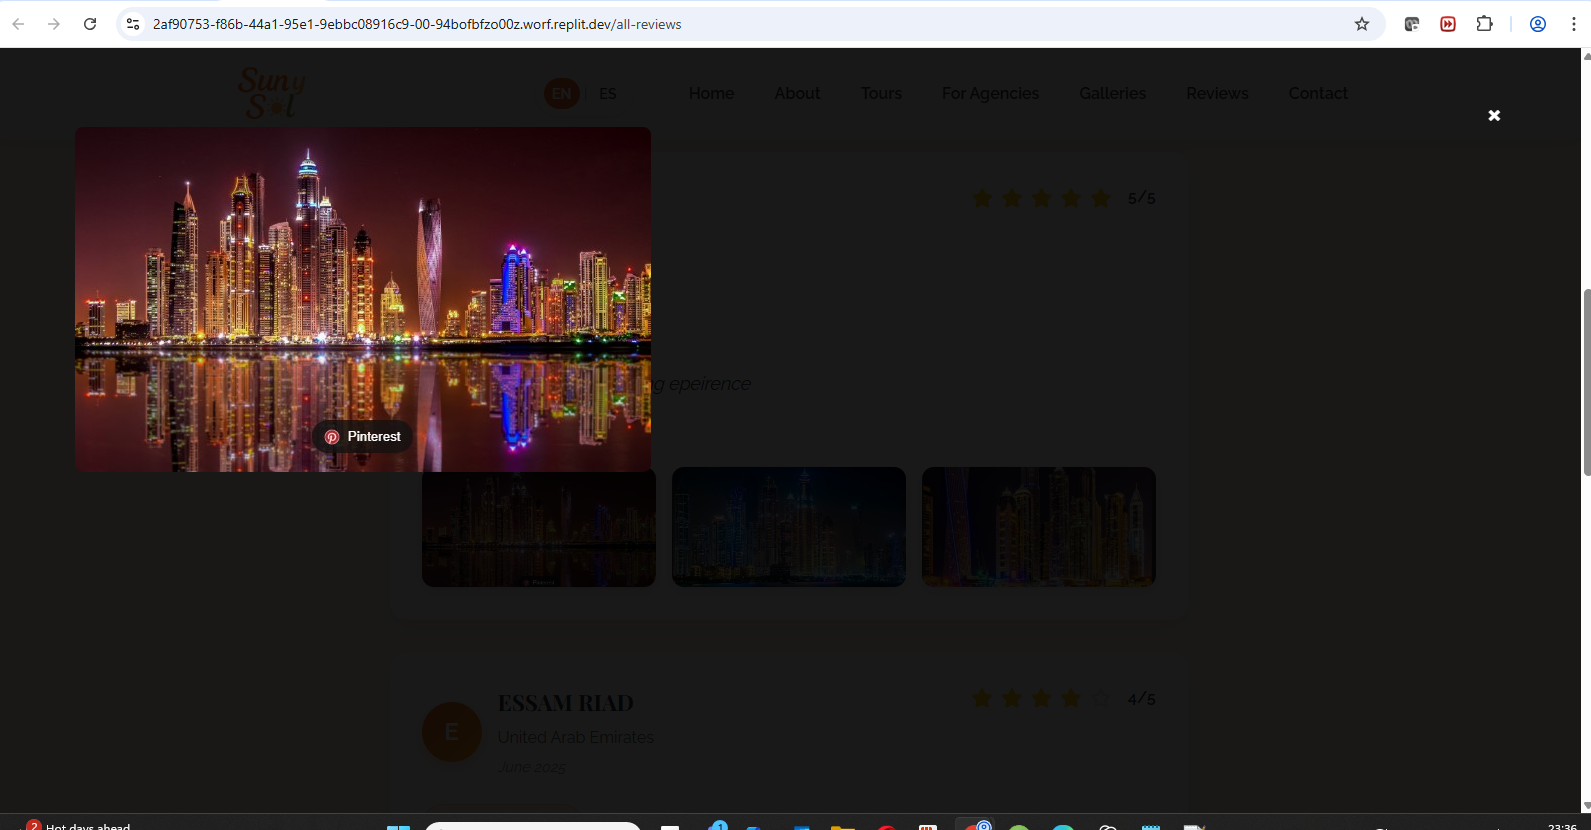 2af90753-f86b-44a1-95e1-9ebbc08916c9-00-94bofbfzo00z.worf.replit.dev/all-reviews
Sun y
Sol
EN
ES
Home
About
Tours
For Agencies
Galleries
Reviews
Contact
5/5
epeirence
Pinterest
E
ESSAM RIAD
United Arab Emirates
June 2025
4/5
2
Hot days ahead
1
23:36